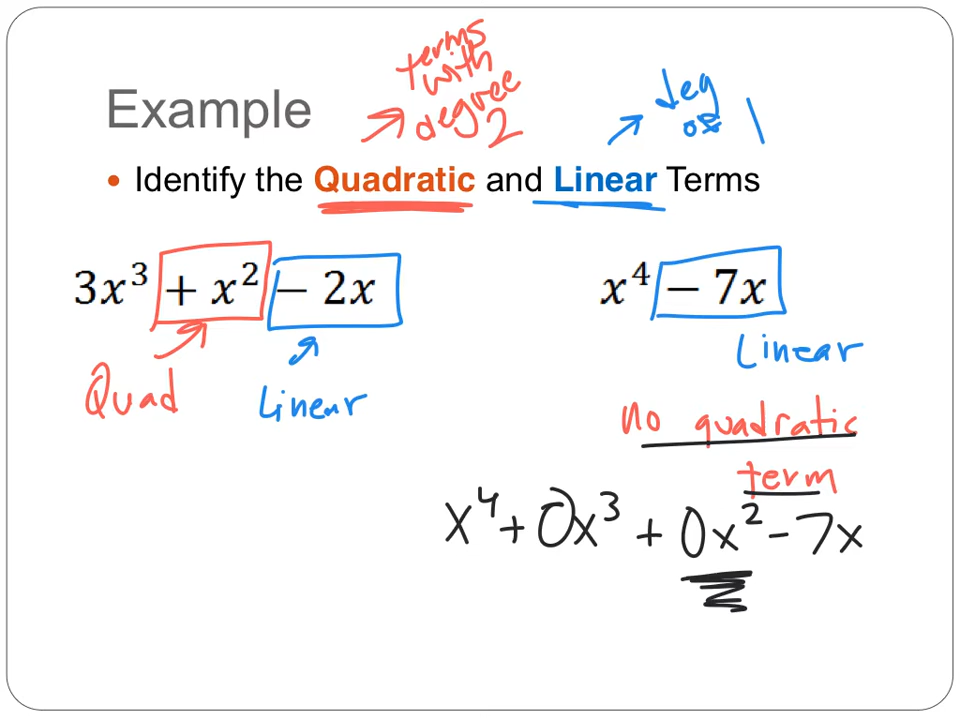 terms
with
degree
2
deg
of 1
Example
• Identify the Quadratic and Linear Terms
3x³ + x² − 2x
x⁴ − 7x
Quad
Linear
Linear
no quadratic
term
x⁴ + 0x³ + 0x² − 7x